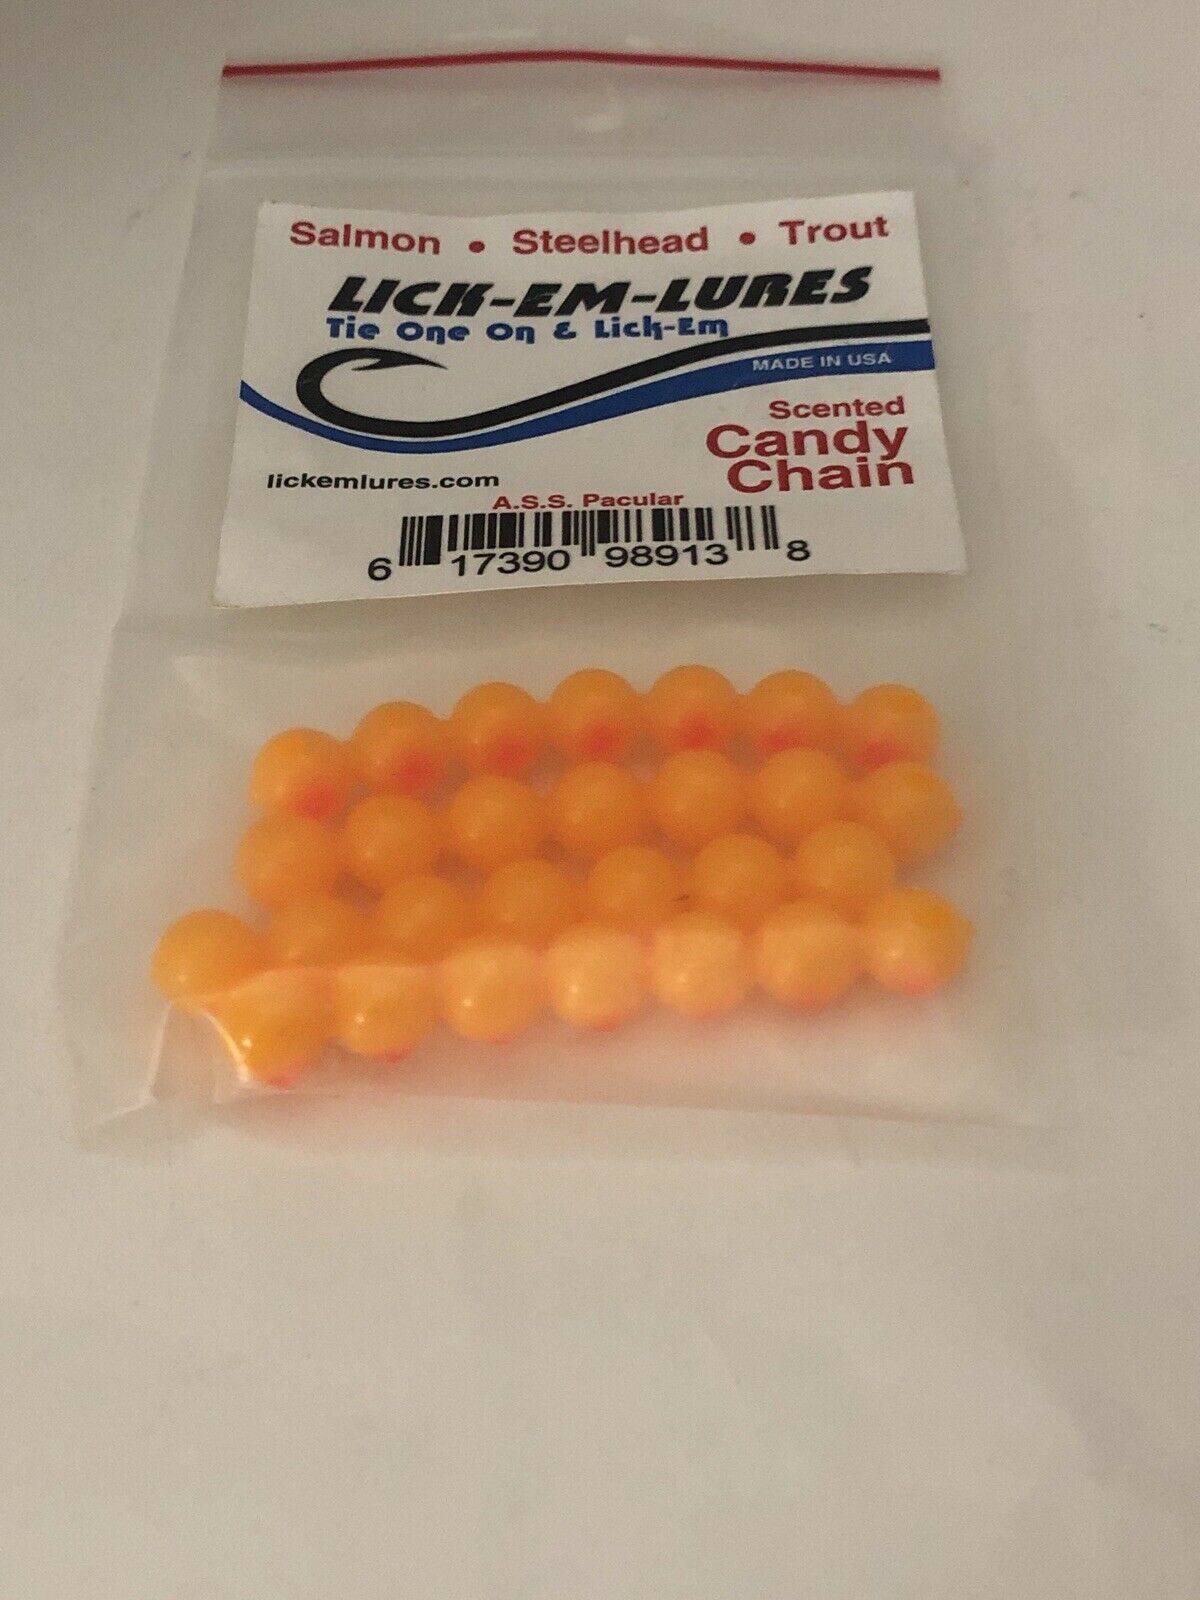 Salmon • Steelhead • Trout
LICK-EM-LURES
Tie One On & Lick-Em
MADE IN USA
Scented
Candy
Chain
lickemlures.com
A.S.S. Pacular
6 17390 98913 8